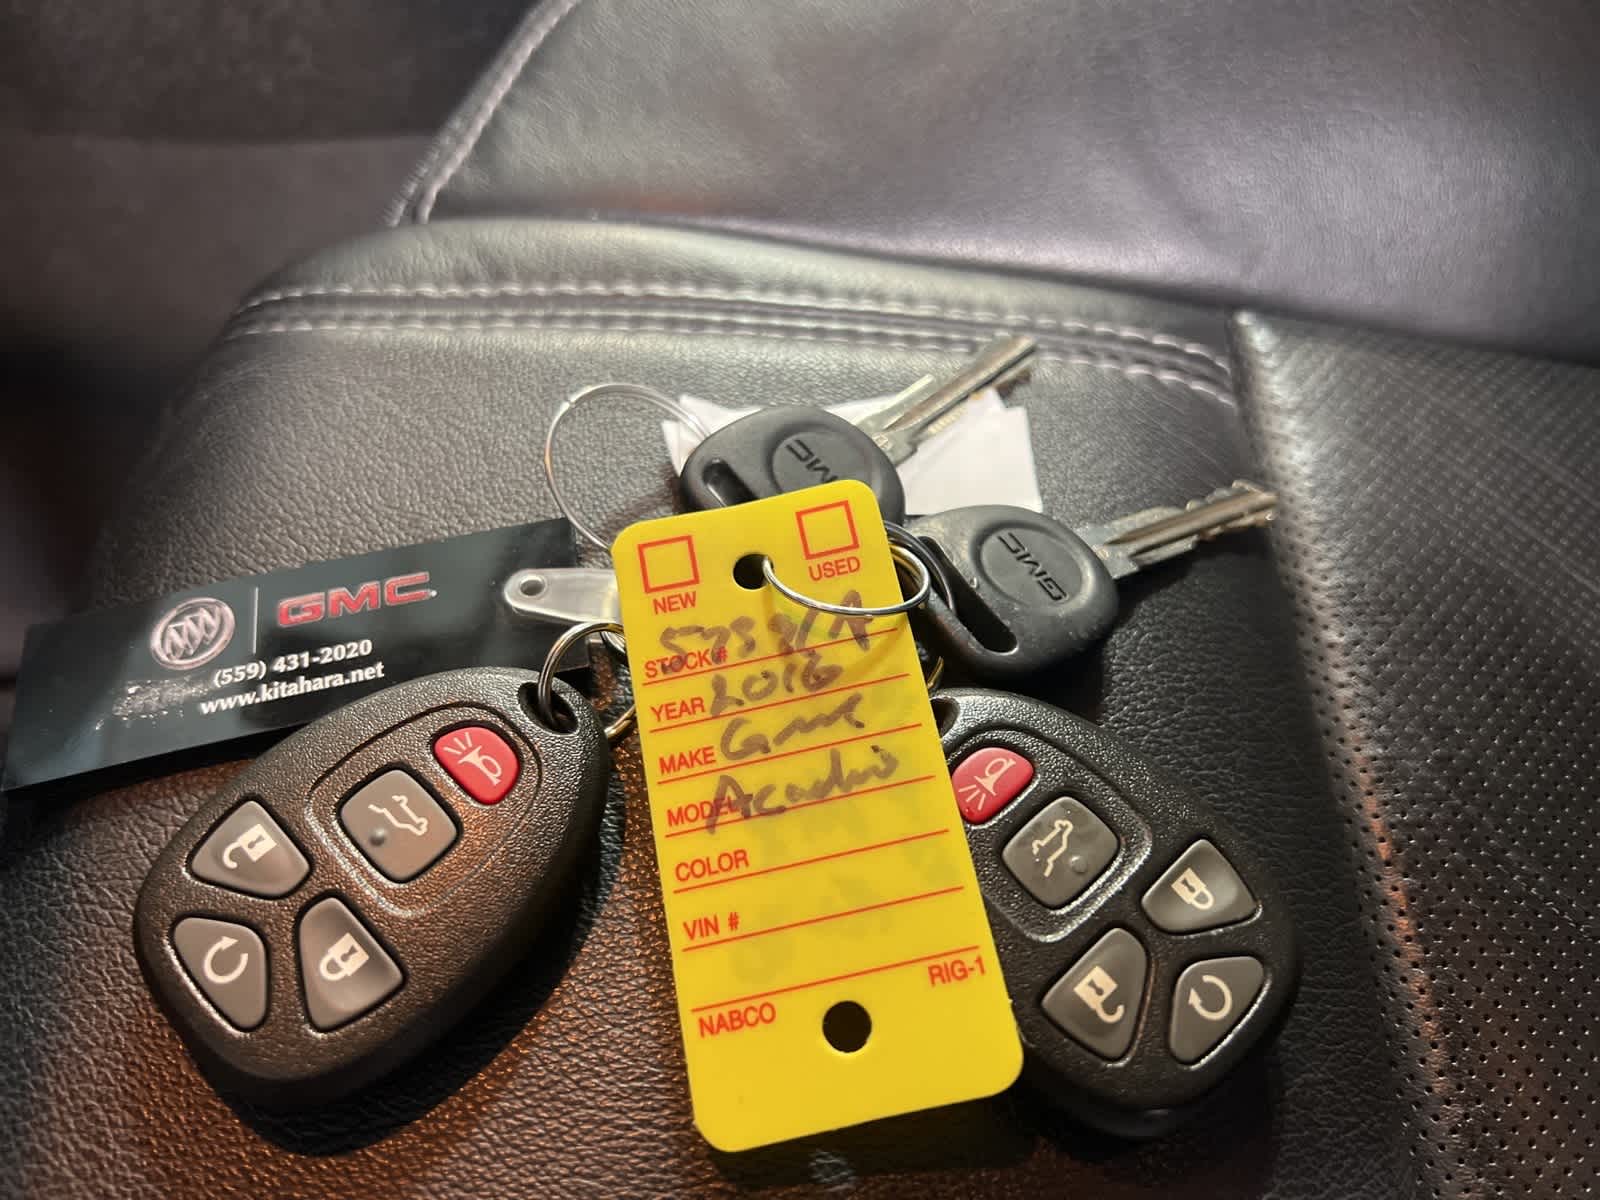 GMC
GMC
GMC
(559) 431-2020
www.kitahara.net
NEW
USED
STOCK#
YEAR 2016
MAKE Gmc
MODEL Acadia
COLOR
VIN #
RIG-1
NABCO